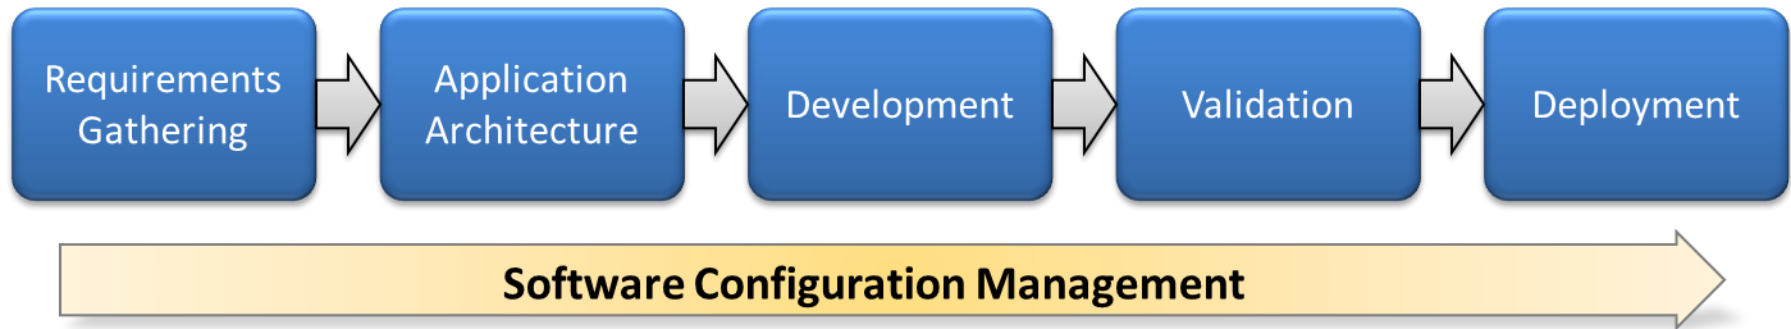 Requirements
Gathering
Application
Architecture
Development
Validation
Deployment
Software Configuration Management